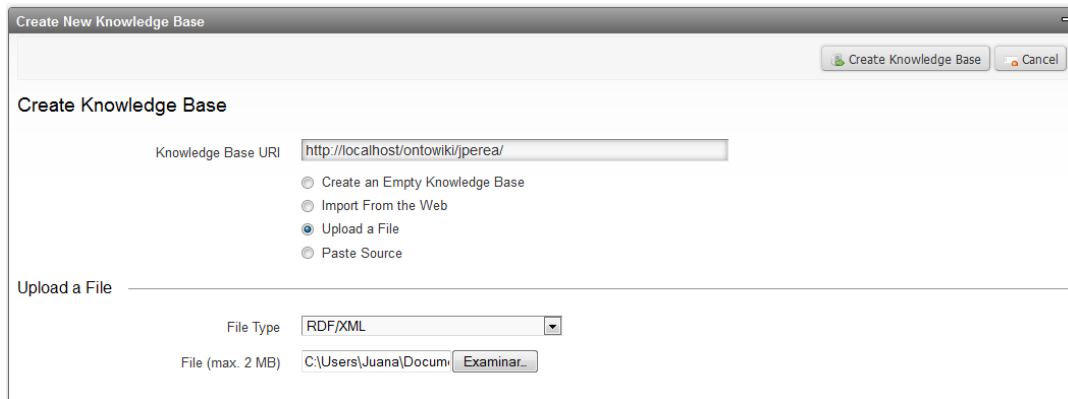 Create New Knowledge Base
Create Knowledge Base Cancel
Create Knowledge Base
Knowledge Base URI http://localhost/ontowiki/jperea/
Create an Empty Knowledge Base
Import From the Web
Upload a File
Paste Source
Upload a File
File Type RDF/XML
File (max. 2 MB) C:\Users\Juana\Docum Examinar...